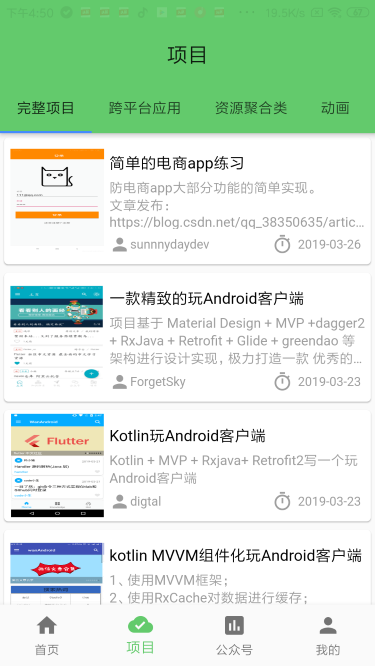 下午4:50
19.5K/s
67
项目
完整项目 跨平台应用 资源聚合类 动画
简单的电商app练习
防电商app大部分功能的简单实现。
文章发布：
https://blog.csdn.net/qq_38350635/artic...
sunnnydaydev 2019-03-26
一款精致的玩Android客户端
项目基于 Material Design + MVP +dagger2
+ RxJava + Retrofit + Glide + greendao 等
架构进行设计实现，极力打造一款 优秀的...
ForgetSky 2019-03-23
Flutter
Kotlin玩Android客户端
Kotlin + MVP + Rxjava+ Retrofit2写一个玩
Android客户端
digtal 2019-03-23
kotlin MVVM组件化玩Android客户端
1、使用MVVM框架；
2、使用RxCache对数据进行缓存；
首页 项目 公众号 我的